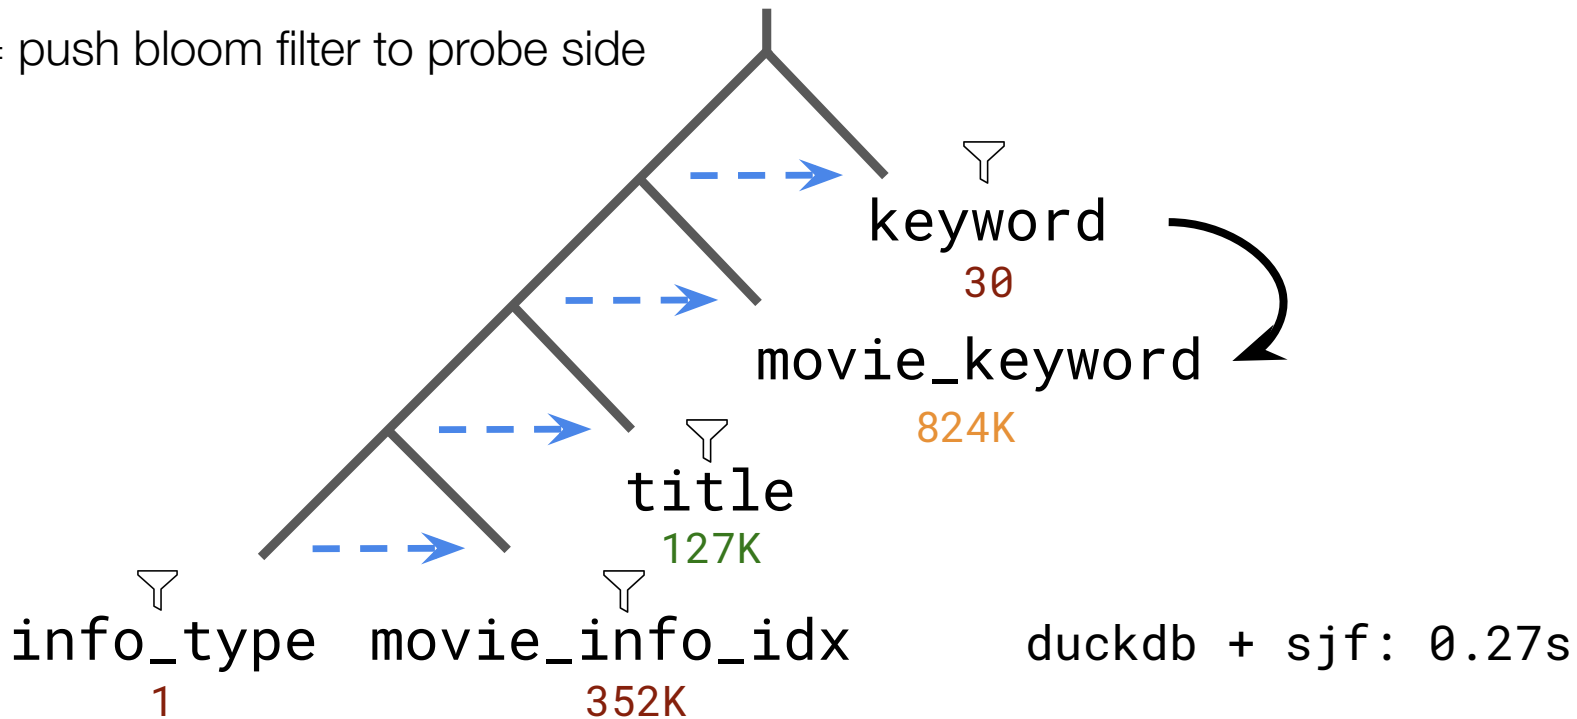 = push bloom filter to probe side
keyword
30
movie_keyword
824K
title
127K
info_type
1
movie_info_idx
352K
duckdb + sjf: 0.27s